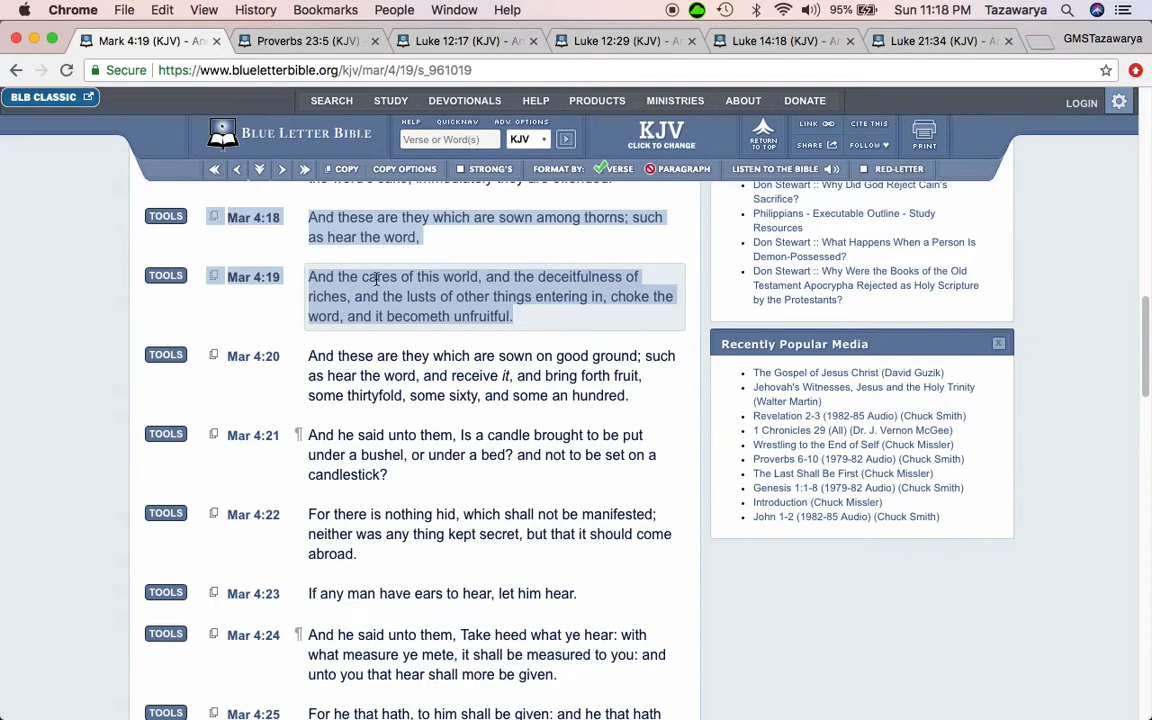 Chrome File Edit View History Bookmarks People Window Help 95% Sun 11:18 PM Tazawarya
Mark 4:19 (KJV) - An Proverbs 23:5 (KJV) Luke 12:17 (KJV) - An Luke 12:29 (KJV) - An Luke 14:18 (KJV) - An Luke 21:34 (KJV) - An GMSTazawarya
Secure https://www.blueletterbible.org/kjv/mar/4/19/s_961019
BLB CLASSIC
SEARCH STUDY DEVOTIONALS HELP PRODUCTS MINISTRIES ABOUT DONATE LOGIN
BLUE LETTER BIBLE
HELP QUICKNAV ADV. OPTIONS
Verse or Word(s) KJV
KJV
CLICK TO CHANGE
RETURN
TO TOP
LINK CITE THIS
SHARE FOLLOW
PRINT
COPY COPY OPTIONS STRONG'S FORMAT BY: VERSE PARAGRAPH LISTEN TO THE BIBLE RED-LETTER
the word's sake, immediately they are offended.
TOOLS Mar 4:18 And these are they which are sown among thorns; such
as hear the word,
TOOLS Mar 4:19 And the cares of this world, and the deceitfulness of
riches, and the lusts of other things entering in, choke the
word, and it becometh unfruitful.
TOOLS Mar 4:20 And these are they which are sown on good ground; such
as hear the word, and receive it, and bring forth fruit,
some thirtyfold, some sixty, and some an hundred.
TOOLS Mar 4:21 ¶ And he said unto them, Is a candle brought to be put
under a bushel, or under a bed? and not to be set on a
candlestick?
TOOLS Mar 4:22 For there is nothing hid, which shall not be manifested;
neither was any thing kept secret, but that it should come
abroad.
TOOLS Mar 4:23 If any man have ears to hear, let him hear.
TOOLS Mar 4:24 ¶ And he said unto them, Take heed what ye hear: with
what measure ye mete, it shall be measured to you: and
unto you that hear shall more be given.
TOOLS Mar 4:25 For he that hath, to him shall be given: and he that hath
Don Stewart :: Why Did God Reject Cain's
Sacrifice?
Philippians - Executable Outline - Study
Resources
Don Stewart :: What Happens When a Person Is
Demon-Possessed?
Don Stewart :: Why Were the Books of the Old
Testament Apocrypha Rejected as Holy Scripture
by the Protestants?
Recently Popular Media
The Gospel of Jesus Christ (David Guzik)
Jehovah's Witnesses, Jesus and the Holy Trinity
(Walter Martin)
Revelation 2-3 (1982-85 Audio) (Chuck Smith)
1 Chronicles 29 (All) (Dr. J. Vernon McGee)
Wrestling to the End of Self (Chuck Missler)
Proverbs 6-10 (1979-82 Audio) (Chuck Smith)
The Last Shall Be First (Chuck Missler)
Genesis 1:1-8 (1979-82 Audio) (Chuck Smith)
Introduction (Chuck Missler)
John 1-2 (1982-85 Audio) (Chuck Smith)